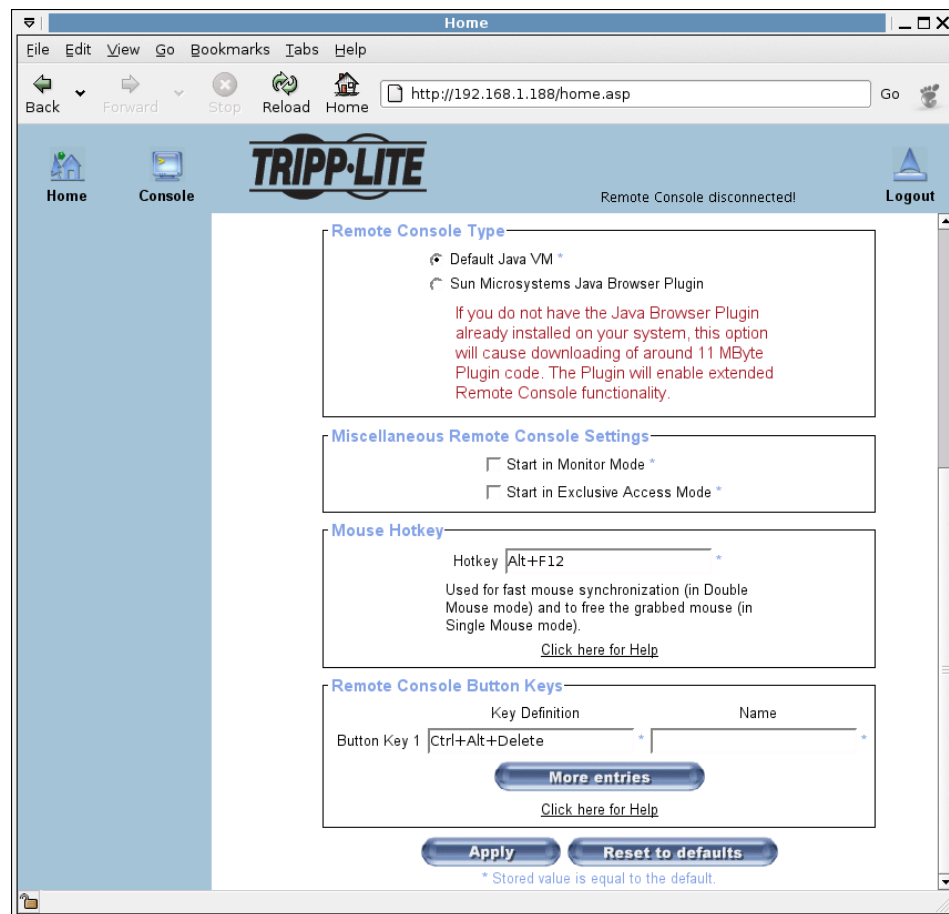 Home
File Edit View Go Bookmarks Tabs Help
Back Forward Stop Reload Home http://192.168.1.188/home.asp Go
Home Console TRIPP·LITE Remote Console disconnected! Logout
Remote Console Type
Default Java VM *
Sun Microsystems Java Browser Plugin
If you do not have the Java Browser Plugin
already installed on your system, this option
will cause downloading of around 11 MByte
Plugin code. The Plugin will enable extended
Remote Console functionality.
Miscellaneous Remote Console Settings
Start in Monitor Mode *
Start in Exclusive Access Mode *
Mouse Hotkey
Hotkey Alt+F12 *
Used for fast mouse synchronization (in Double
Mouse mode) and to free the grabbed mouse (in
Single Mouse mode).
Click here for Help
Remote Console Button Keys
Key Definition Name
Button Key 1 Ctrl+Alt+Delete * *
More entries
Click here for Help
Apply Reset to defaults
* Stored value is equal to the default.